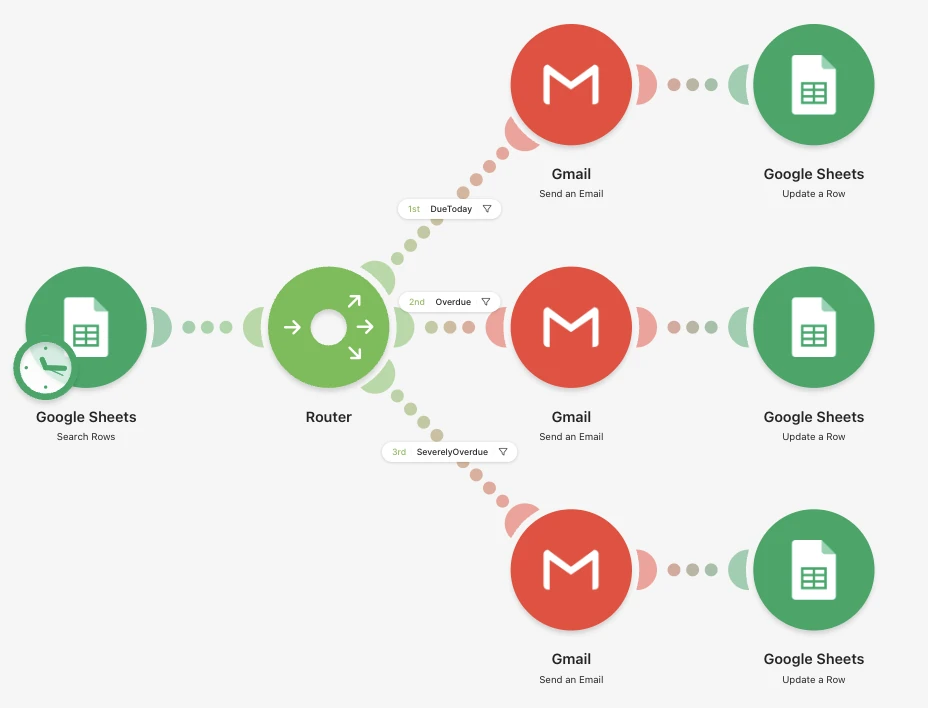 Gmail
Send an Email
Google Sheets
Update a Row
1st DueToday
Google Sheets
Search Rows
Router
2nd Overdue
Gmail
Send an Email
Google Sheets
Update a Row
3rd SeverelyOverdue
Gmail
Send an Email
Google Sheets
Update a Row